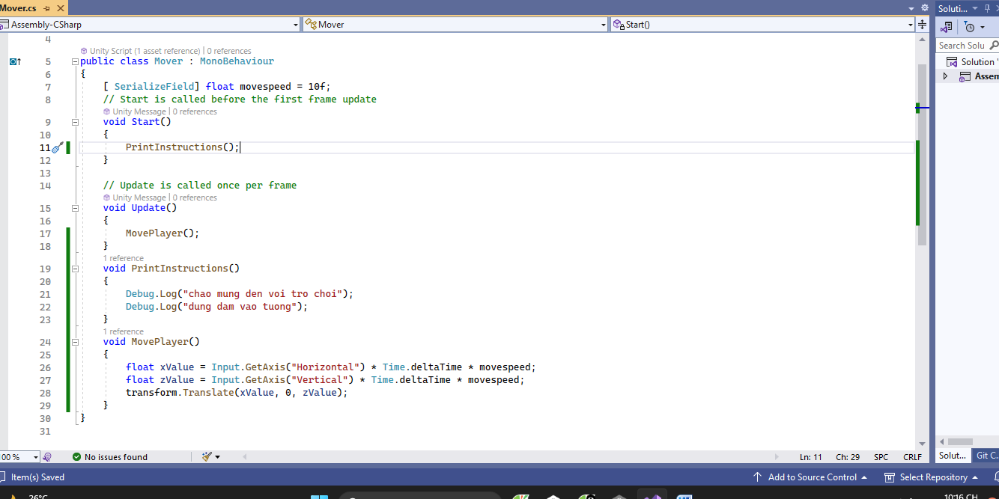 Mover.cs
Soluti...
Assembly-CSharp
Mover
Start()
4
Unity Script (1 asset reference) | 0 references
5 public class Mover : MonoBehaviour
6 {
7 [ SerializeField] float movespeed = 10f;
8 // Start is called before the first frame update
Unity Message | 0 references
9 void Start()
10 {
11 PrintInstructions();
12 }
13
14 // Update is called once per frame
Unity Message | 0 references
15 void Update()
16 {
17 MovePlayer();
18 }
1 reference
19 void PrintInstructions()
20 {
21 Debug.Log("chao mung den voi tro choi");
22 Debug.Log("dung dam vao tuong");
23 }
1 reference
24 void MovePlayer()
25 {
26 float xValue = Input.GetAxis("Horizontal") * Time.deltaTime * movespeed;
27 float zValue = Input.GetAxis("Vertical") * Time.deltaTime * movespeed;
28 transform.Translate(xValue, 0, zValue);
29 }
30 }
31
Search Solu
Solution '
Assem
00 % No issues found Ln: 11 Ch: 29 SPC CRLF
Solut... Git C...
Item(s) Saved Add to Source Control Select Repository
26°C 10:16 CH